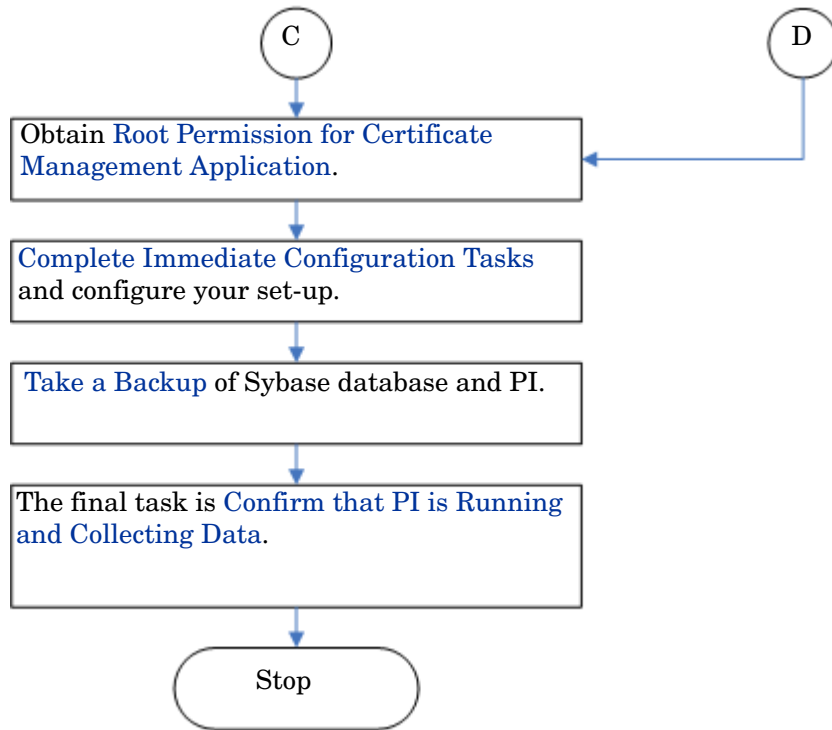 C
D
Obtain Root Permission for Certificate
Management Application.
Complete Immediate Configuration Tasks
and configure your set-up.
Take a Backup of Sybase database and PI.
The final task is Confirm that PI is Running
and Collecting Data.
Stop